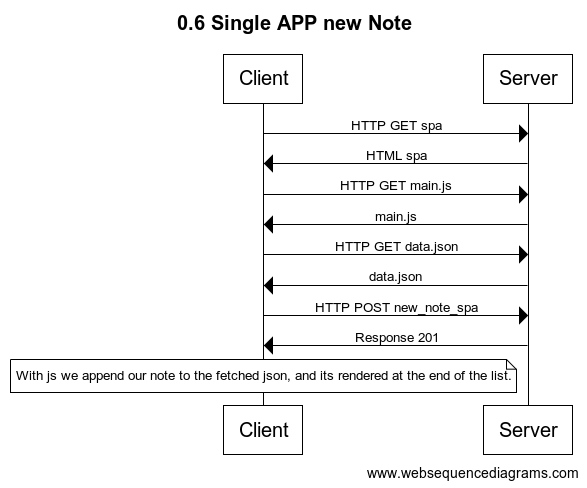 0.6 Single APP new Note
Client
Server
HTTP GET spa
HTML spa
HTTP GET main.js
main.js
HTTP GET data.json
data.json
HTTP POST new_note_spa
Response 201
With js we append our note to the fetched json, and its rendered at the end of the list.
Client
Server
www.websequencediagrams.com